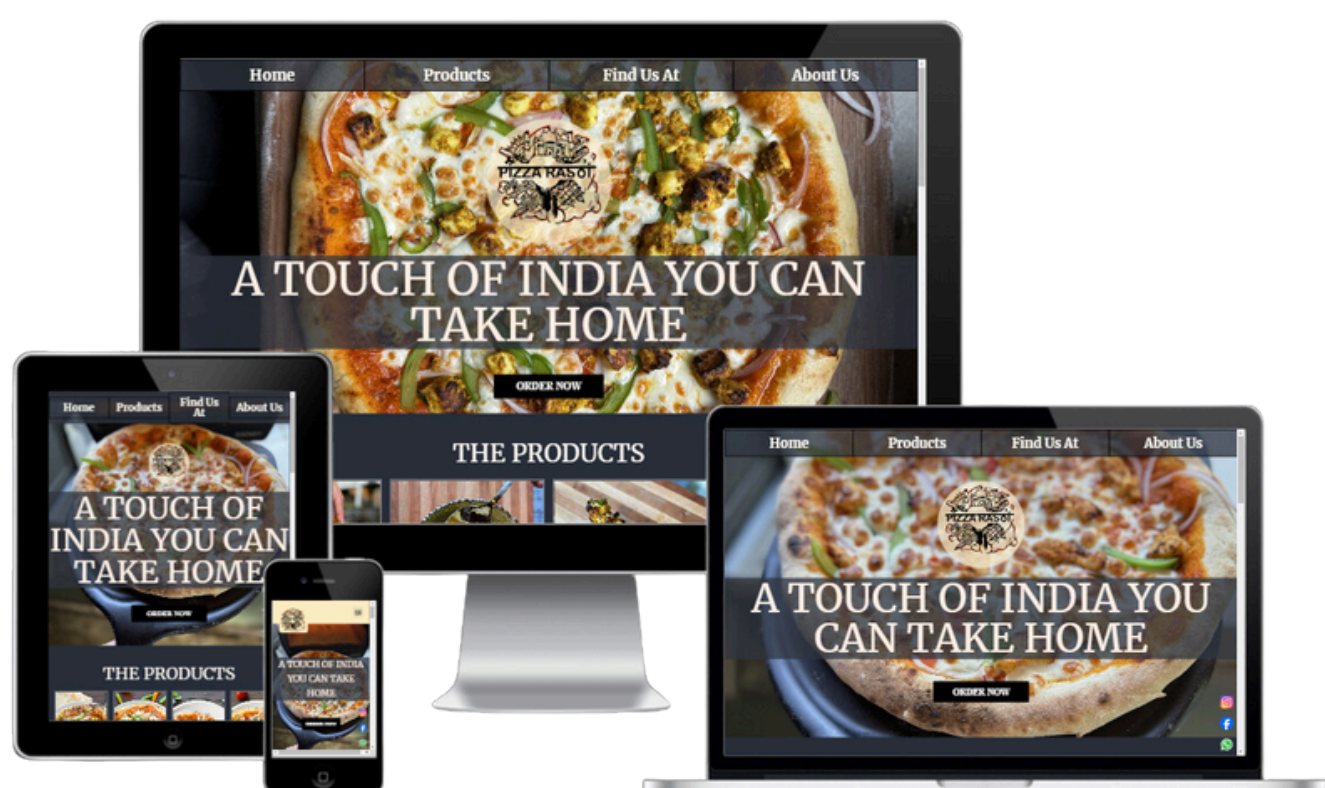 Home Products Find Us At About Us
PIZZA RASOI
A TOUCH OF INDIA YOU CAN
TAKE HOME
ORDER NOW
THE PRODUCTS
Home Products Find Us
At About Us
A TOUCH OF
INDIA YOU CAN
TAKE HOME
ORDER NOW
THE PRODUCTS
A TOUCH OF INDIA
YOU CAN TAKE
HOME
Home Products Find Us At About Us
PIZZA RASOI
A TOUCH OF INDIA YOU
CAN TAKE HOME
ORDER NOW